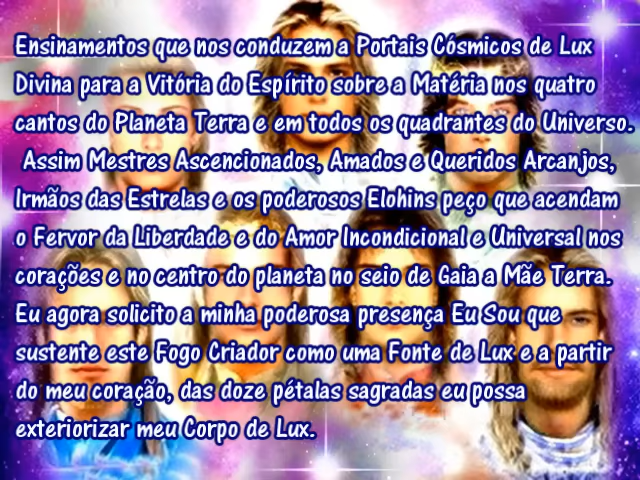 Ensinamentos que nos conduzem a Portais Cósmicos de Lux
Divina para a Vitória do Espírito sobre a Matéria nos quatro
cantos do Planeta Terra e em todos os quadrantes do Universo.
Assim Mestres Ascencionados, Amados e Queridos Arcanjos,
Irmãos das Estrelas e os poderosos Elohins peço que acendam
o Fervor da Liberdade e do Amor Incondicional e Universal nos
corações e no centro do planeta no seio de Gaia a Mãe Terra.
Eu agora solicito a minha poderosa presença Eu Sou que
sustente este Fogo Criador como uma Fonte de Lux e a partir
do meu coração, das doze pétalas sagradas eu possa
exteriorizar meu Corpo de Lux.